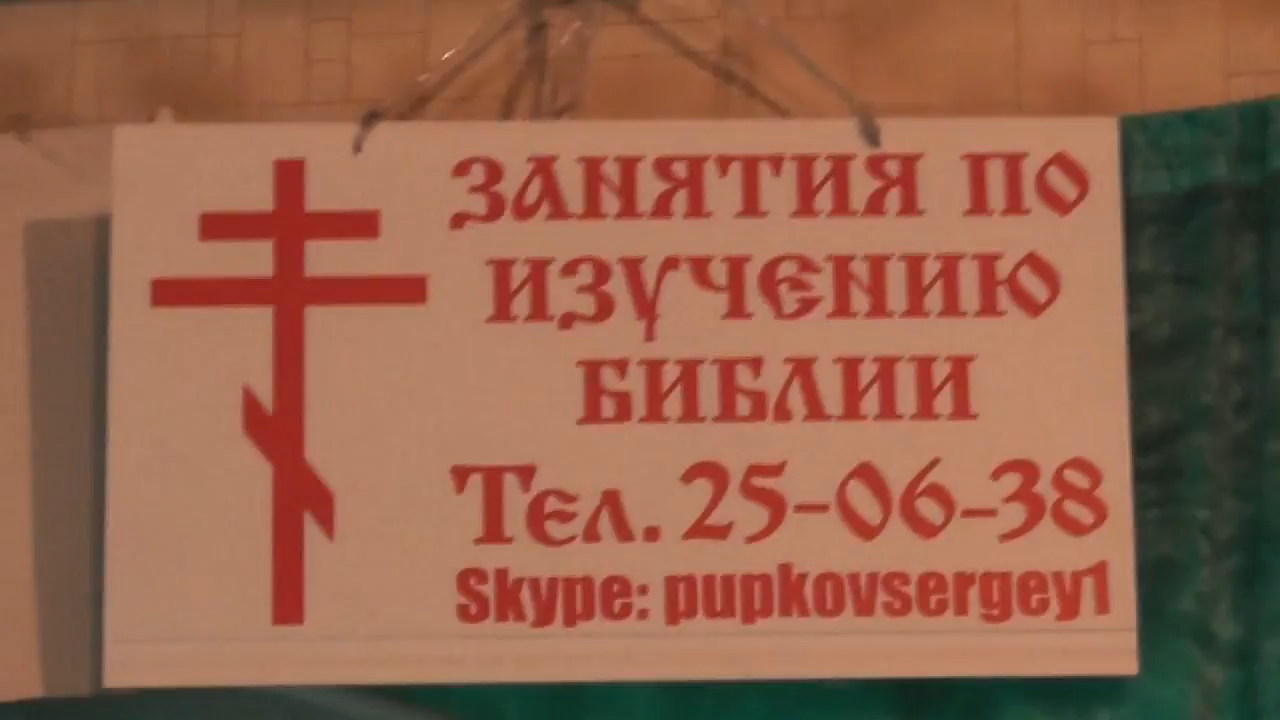 ЗАНЯТИЯ ПО
ИЗУЧЕНИЮ
БИБЛИИ
Тел. 25-06-38
Skype: pupkovsergey1